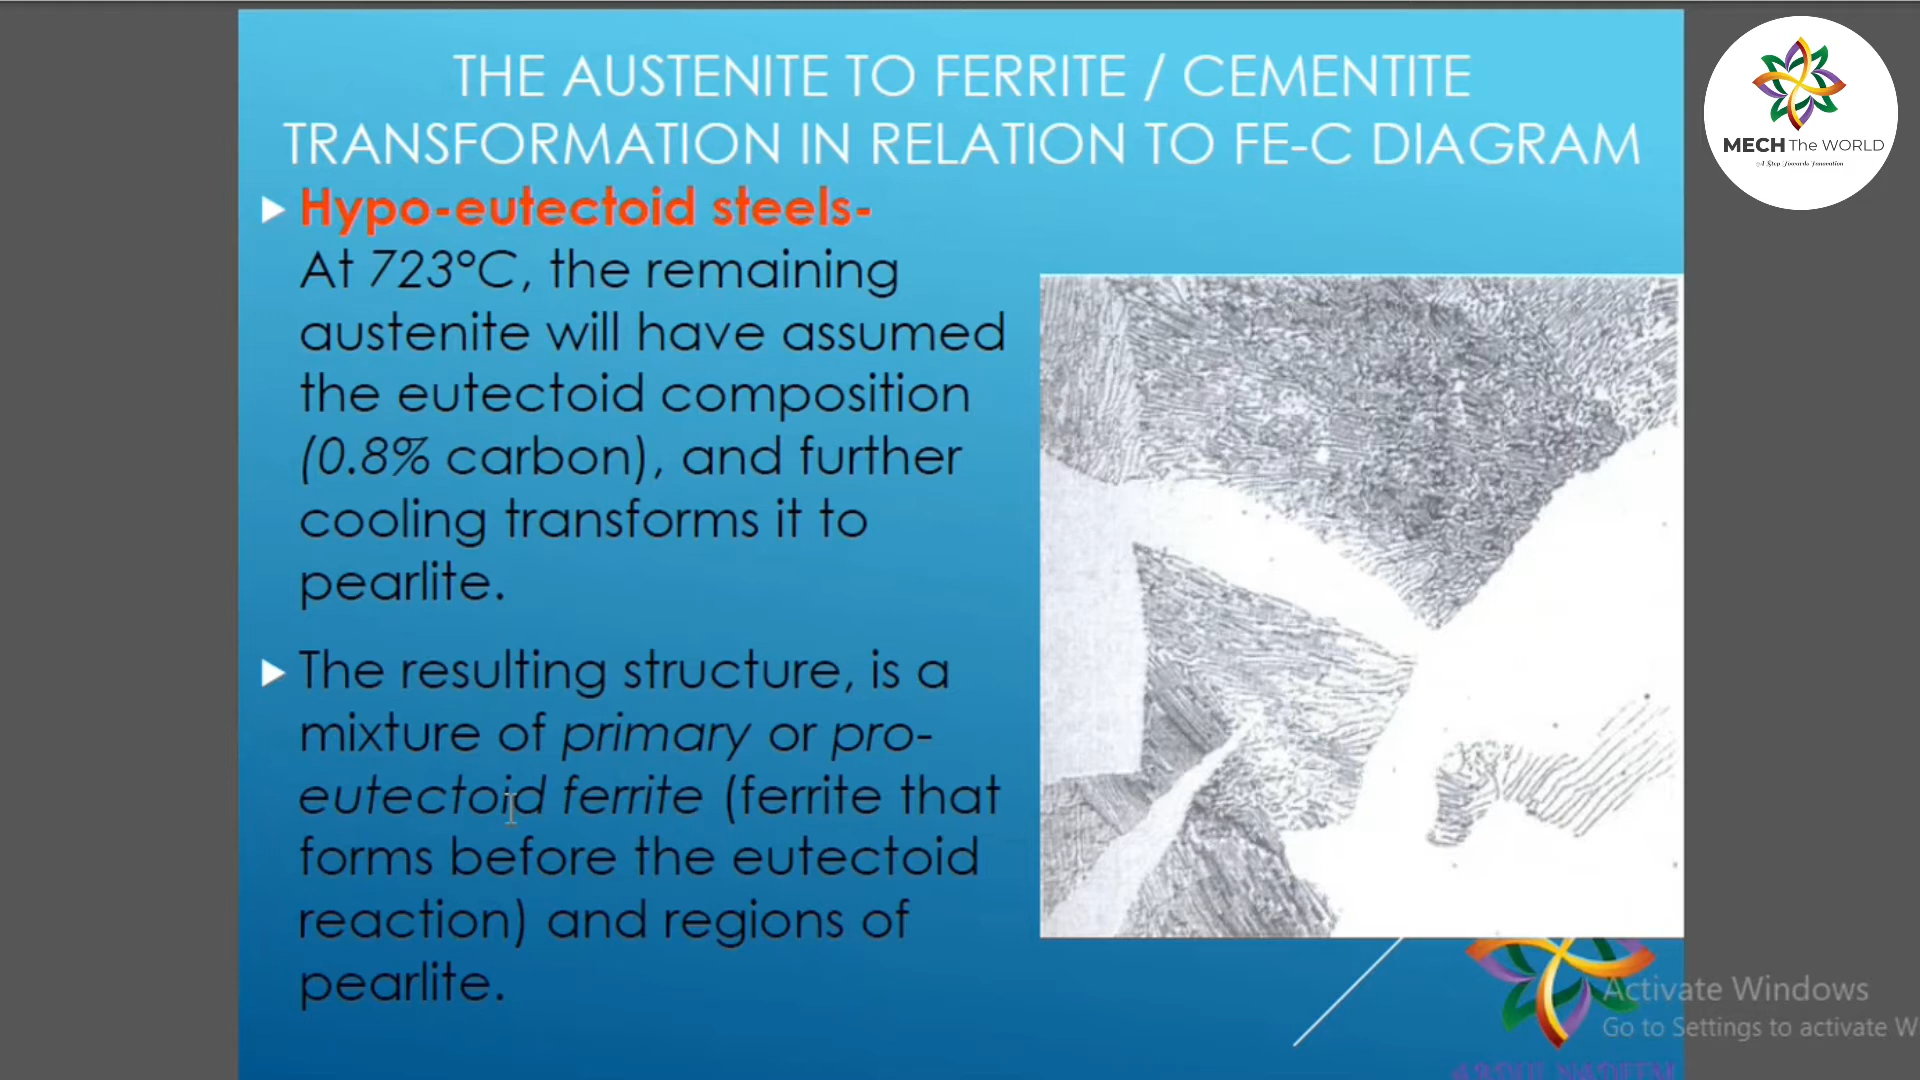 THE AUSTENITE TO FERRITE / CEMENTITE
TRANSFORMATION IN RELATION TO FE-C DIAGRAM
Hypo-eutectoid steels-
At 723°C, the remaining
austenite will have assumed
the eutectoid composition
(0.8% carbon), and further
cooling transforms it to
pearlite.
The resulting structure, is a
mixture of primary or pro-
eutectoid ferrite (ferrite that
forms before the eutectoid
reaction) and regions of
pearlite.
MECH The WORLD
A Step Towards Innovation
Activate Windows
Go to Settings to activate W